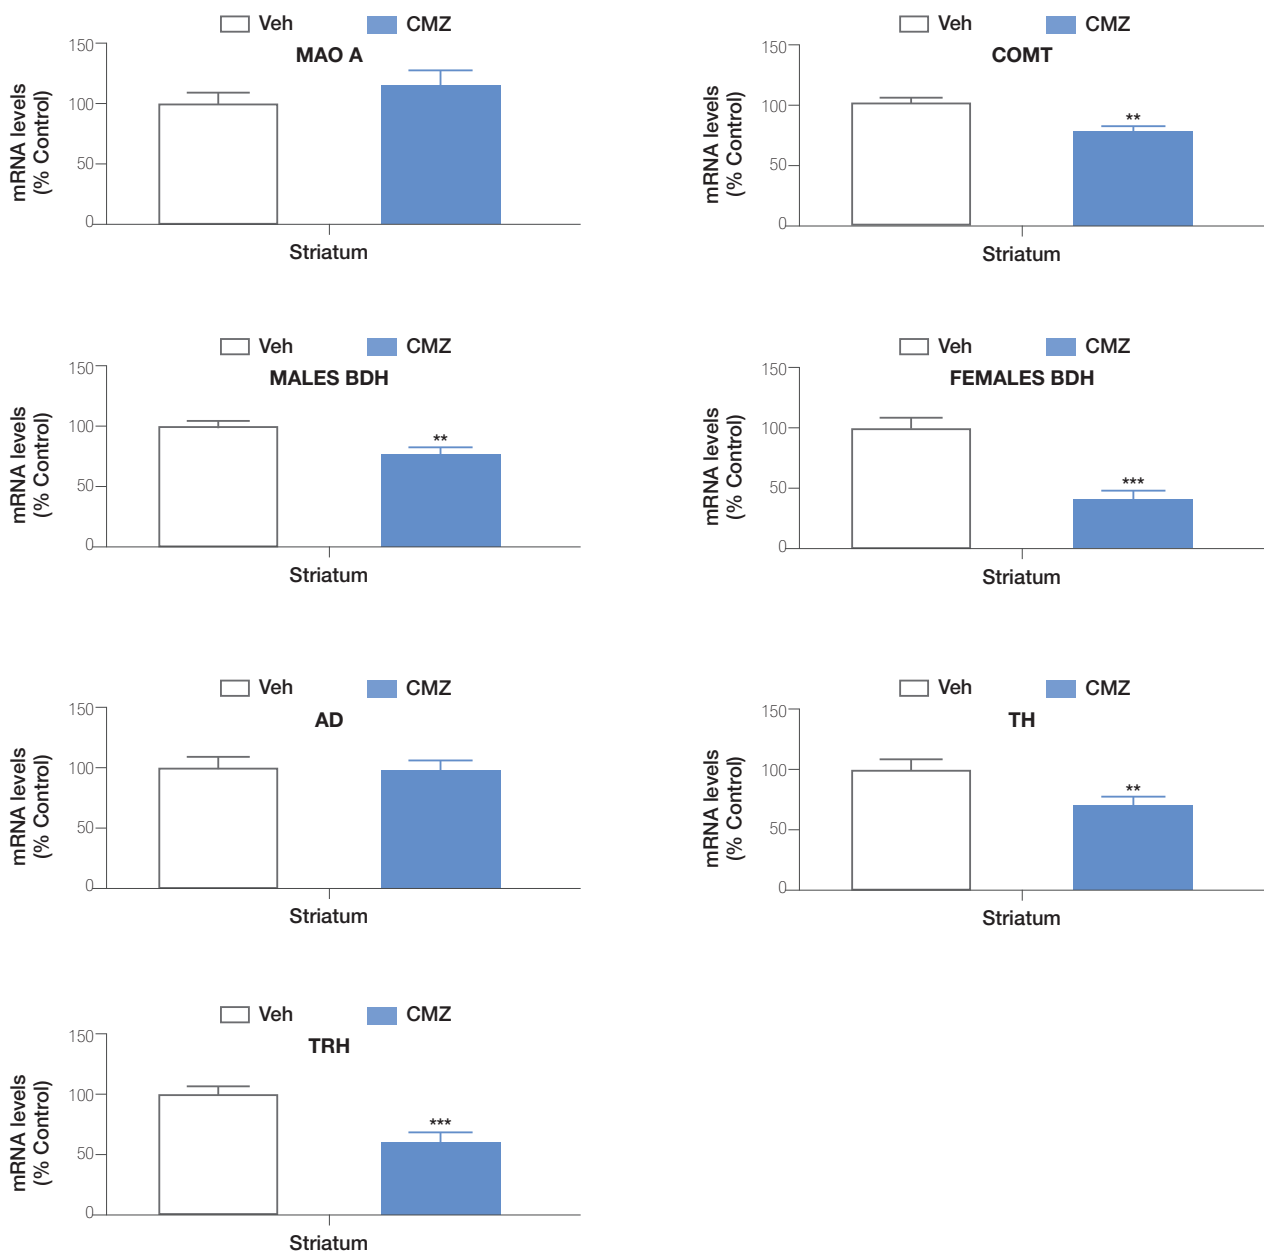 Veh CMZ
MAO A
mRNA levels
(% Control)
150
100
50
0
Striatum
Veh CMZ
COMT
mRNA levels
(% Control)
150
100
50
0
**
Striatum
Veh CMZ
MALES BDH
mRNA levels
(% Control)
150
100
50
0
**
Striatum
Veh CMZ
FEMALES BDH
mRNA levels
(% Control)
150
100
50
0
***
Striatum
Veh CMZ
AD
mRNA levels
(% Control)
150
100
50
0
Striatum
Veh CMZ
TH
mRNA levels
(% Control)
150
100
50
0
**
Striatum
Veh CMZ
TRH
mRNA levels
(% Control)
150
100
50
0
***
Striatum